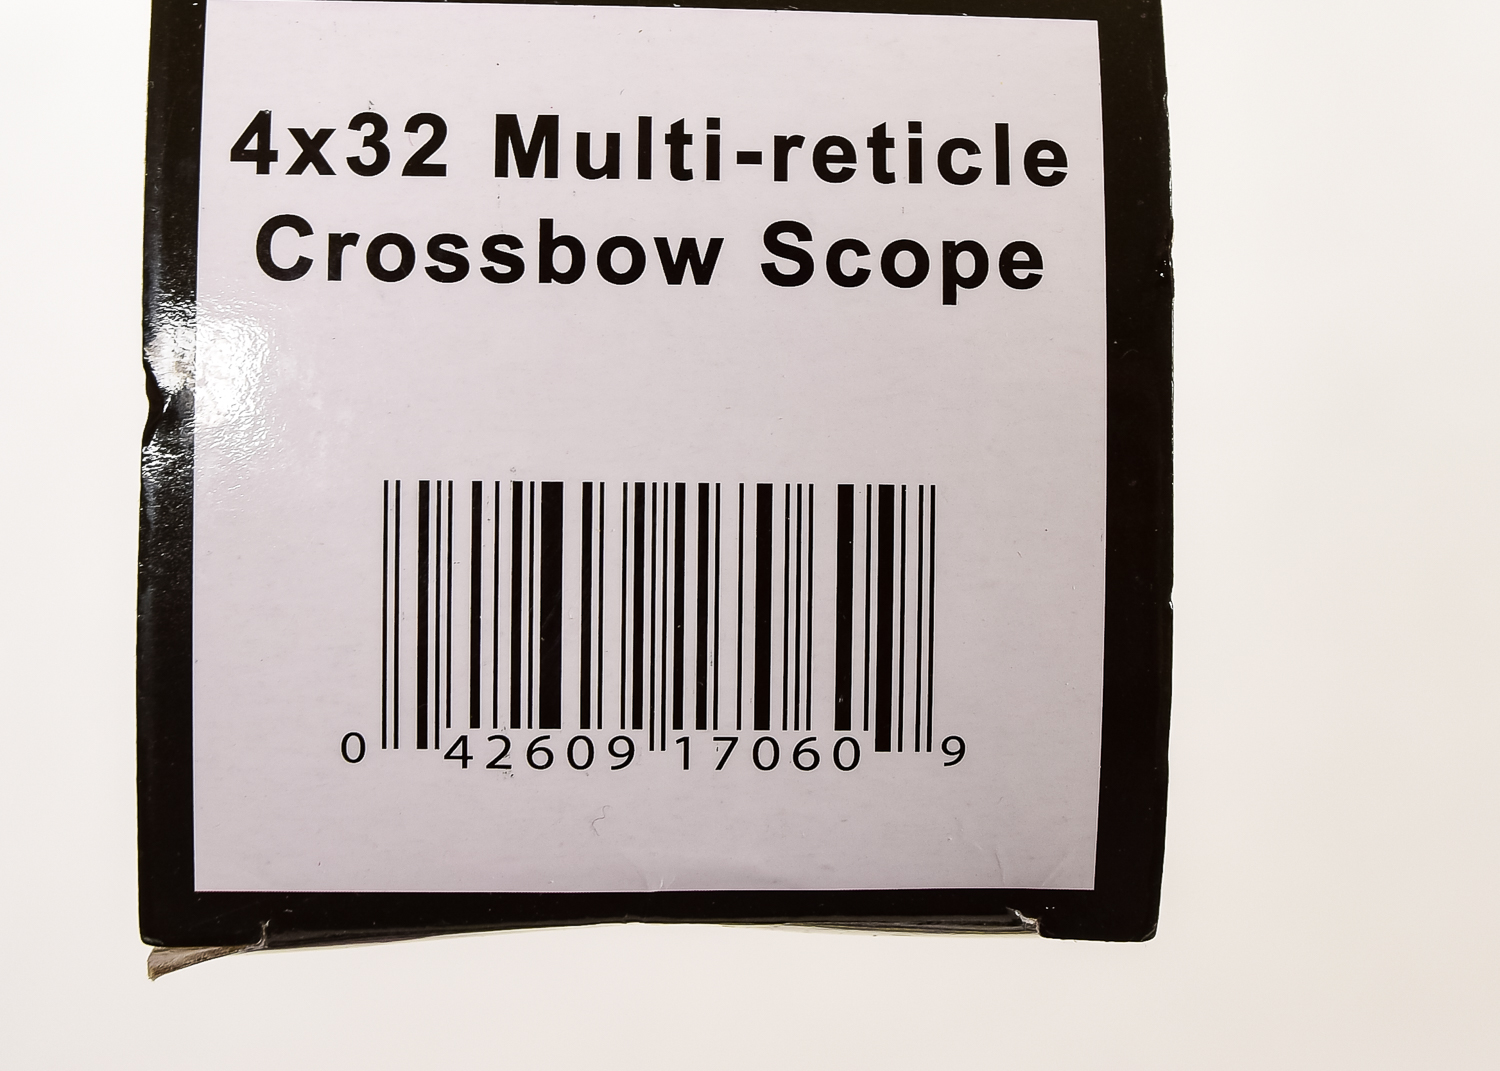 4x32 Multi-reticle
Crossbow Scope
0 42609 17060 9